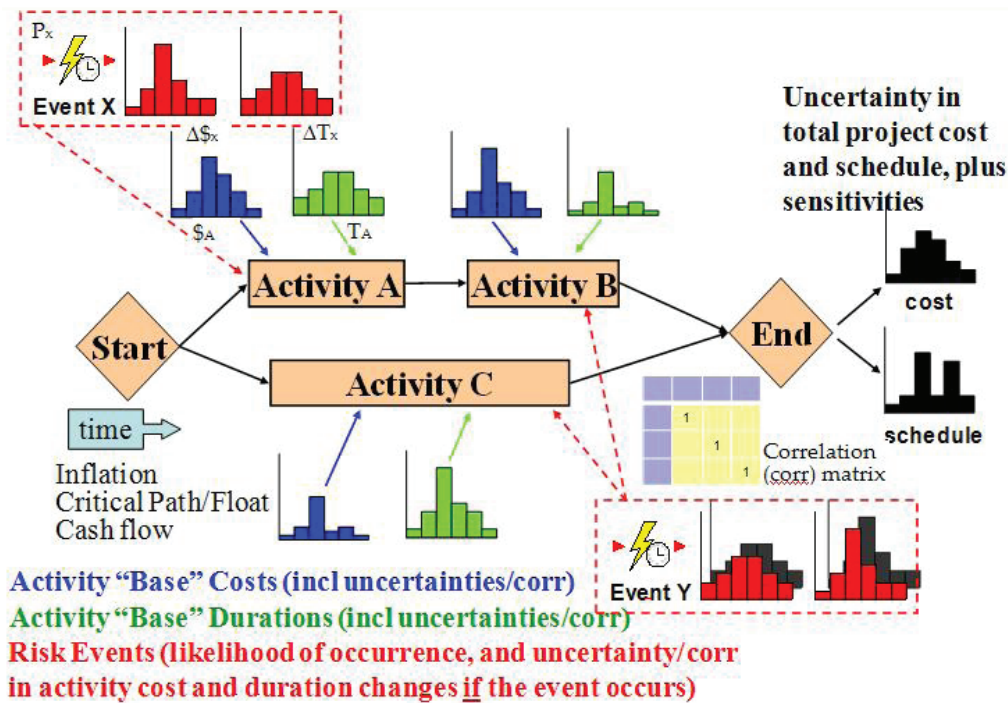 Pₓ
Event X
Δ$ₓ
ΔTₓ
$ᴀ
Tᴀ
Uncertainty in
total project cost
and schedule, plus
sensitivities
cost
schedule
Start
Activity A
Activity B
End
Activity C
time
Inflation
Critical Path/Float
Cash flow
1
1
1
Correlation
(corr) matrix
Event Y
Activity “Base” Costs (incl uncertainties/corr)
Activity “Base” Durations (incl uncertainties/corr)
Risk Events (likelihood of occurrence, and uncertainty/corr
in activity cost and duration changes if the event occurs)